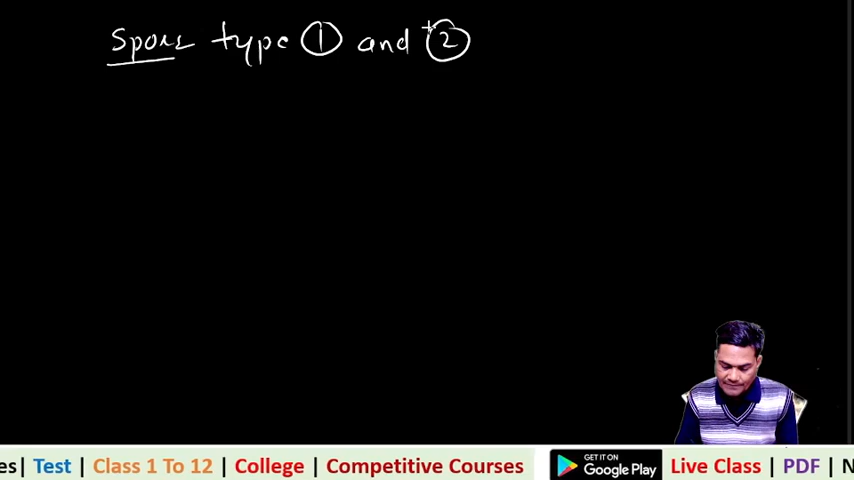 Spore type ① and ②
es| Test | Class 1 To 12 | College | Competitive Courses GET IT ON Google Play Live Class | PDF | N